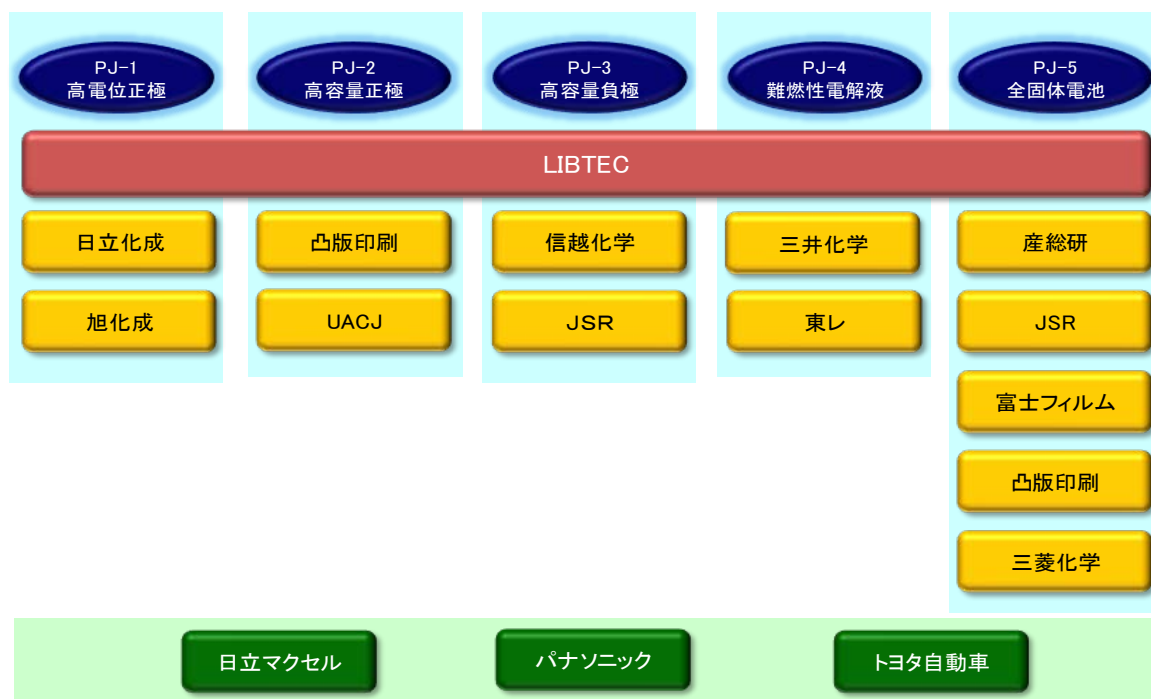 PJ-1
高電位正極
PJ-2
高容量正極
PJ-3
高容量負極
PJ-4
難燃性電解液
PJ-5
全固体電池
LIBTEC
日立化成
凸版印刷
信越化学
三井化学
産総研
旭化成
UACJ
JSR
東レ
JSR
富士フィルム
凸版印刷
三菱化学
日立マクセル
パナソニック
トヨタ自動車